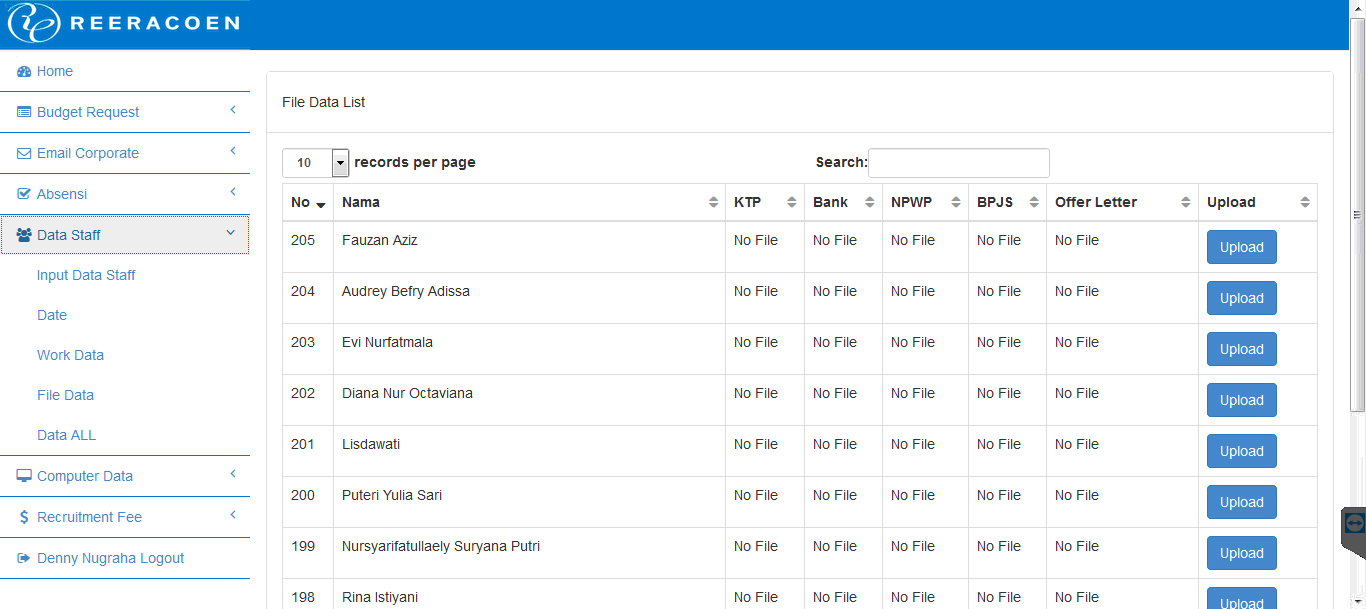 REERACOEN
Home
Budget Request
Email Corporate
Absensi
Data Staff
Input Data Staff
Date
Work Data
File Data
Data ALL
Computer Data
$ Recruitment Fee
Denny Nugraha Logout
File Data List
10 records per page Search:
No Nama KTP Bank NPWP BPJS Offer Letter Upload
205 Fauzan Aziz No File No File No File No File No File Upload
204 Audrey Befry Adissa No File No File No File No File No File Upload
203 Evi Nurfatmala No File No File No File No File No File Upload
202 Diana Nur Octaviana No File No File No File No File No File Upload
201 Lisdawati No File No File No File No File No File Upload
200 Puteri Yulia Sari No File No File No File No File No File Upload
199 Nursyarifatullaely Suryana Putri No File No File No File No File No File Upload
198 Rina Istiyani No File No File No File No File No File Upload